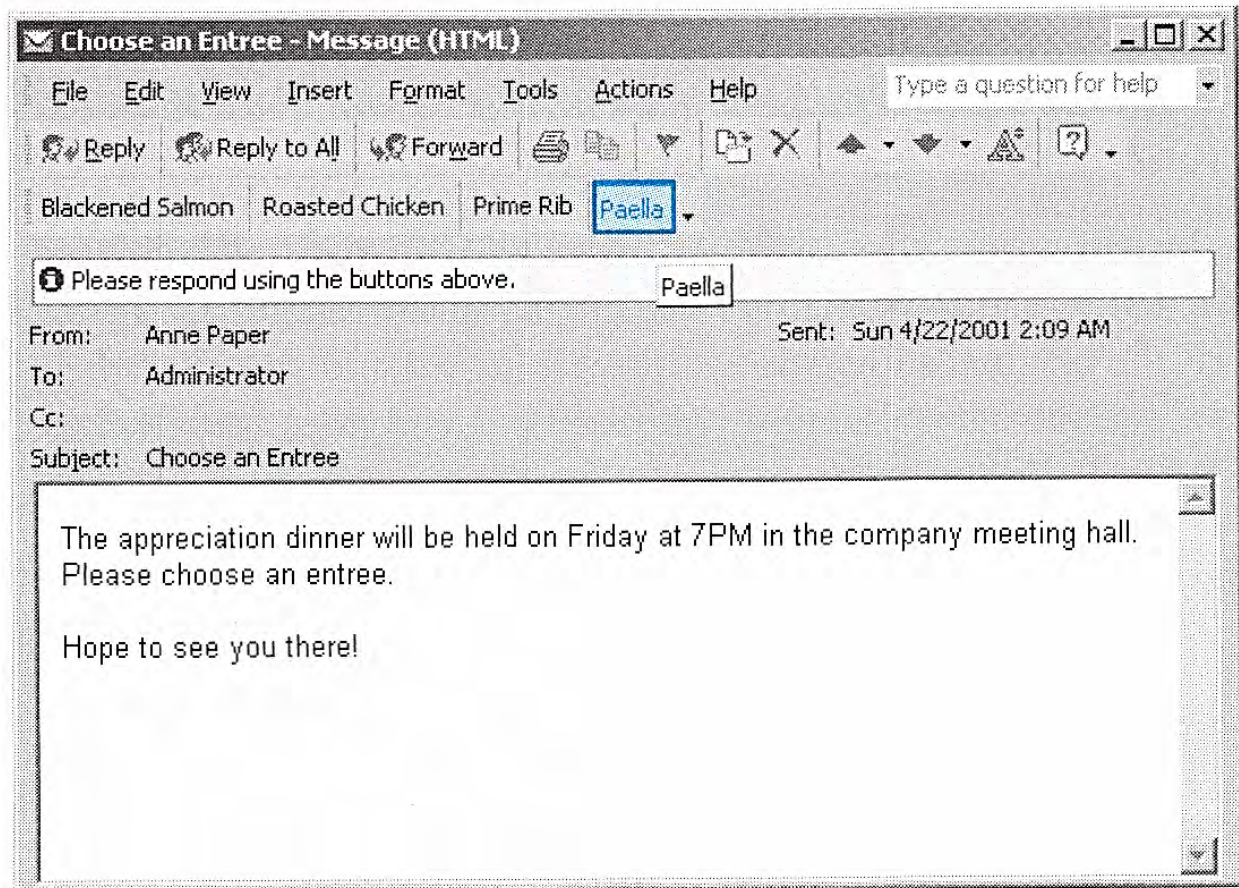 Choose an Entree - Message (HTML)
File Edit View Insert Format Tools Actions Help Type a question for help
Reply Reply to All Forward
Blackened Salmon Roasted Chicken Prime Rib Paella
Please respond using the buttons above.
Paella
From: Anne Paper Sent: Sun 4/22/2001 2:09 AM
To: Administrator
Cc:
Subject: Choose an Entree
The appreciation dinner will be held on Friday at 7PM in the company meeting hall.
Please choose an entree.
Hope to see you there!